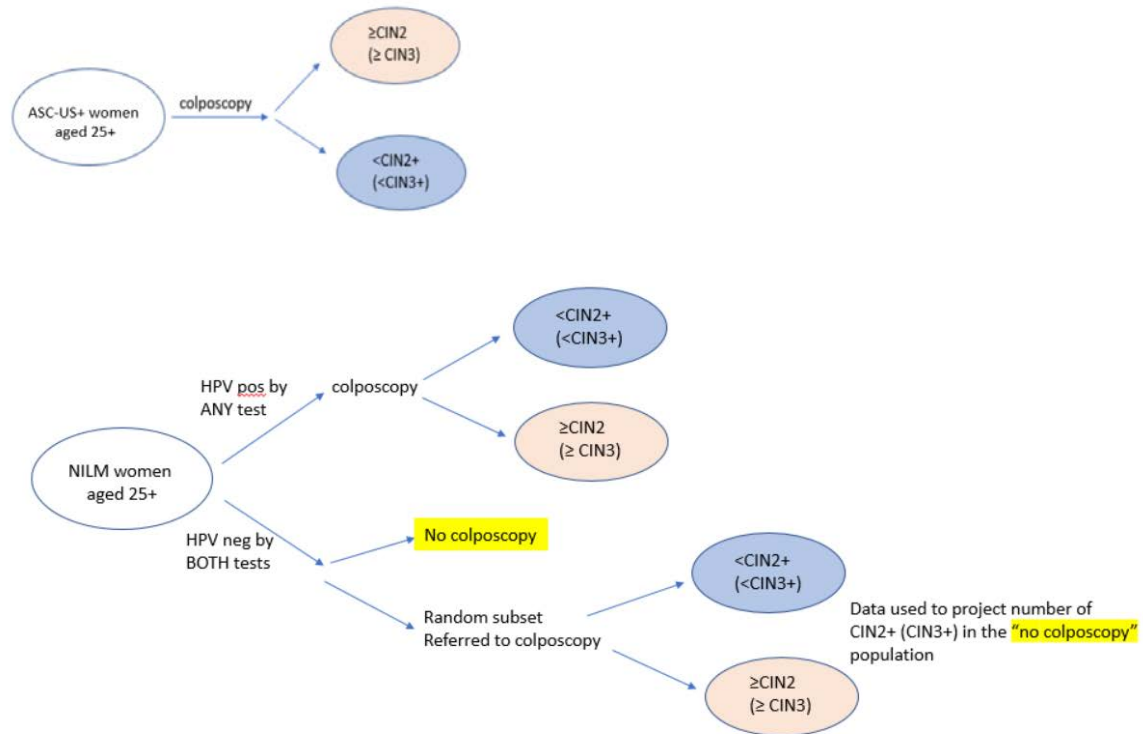 ≥CIN2
(≥ CIN3)
ASC-US+ women
aged 25+
colposcopy
<CIN2+
(<CIN3+)
<CIN2+
(<CIN3+)
HPV pos by
ANY test
colposcopy
≥CIN2
(≥ CIN3)
NILM women
aged 25+
HPV neg by
BOTH tests
No colposcopy
<CIN2+
(<CIN3+)
Random subset
Referred to colposcopy
Data used to project number of
CIN2+ (CIN3+) in the “no colposcopy”
population
≥CIN2
(≥ CIN3)